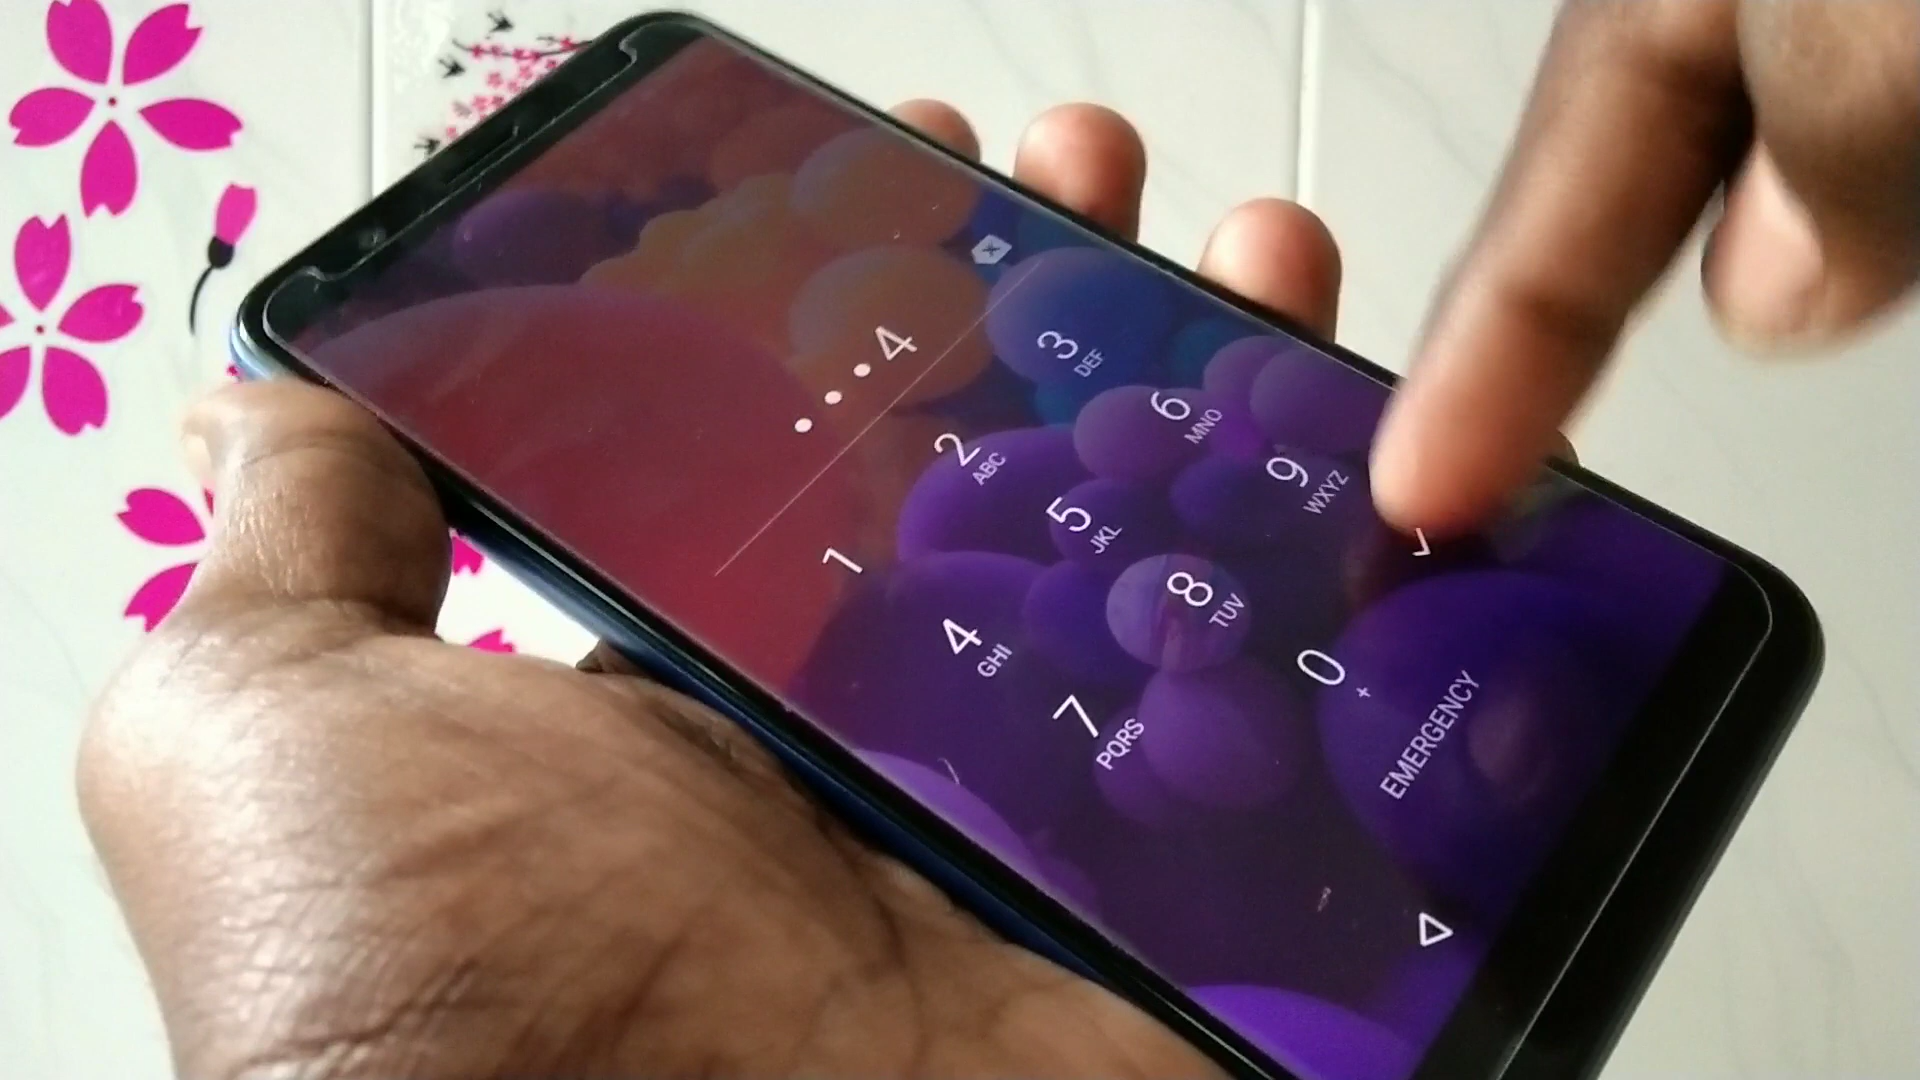 ••• 4
1
2 ABC
3 DEF
4 GHI
5 JKL
6 MNO
7 PQRS
8 TUV
9 WXYZ
0 +
EMERGENCY